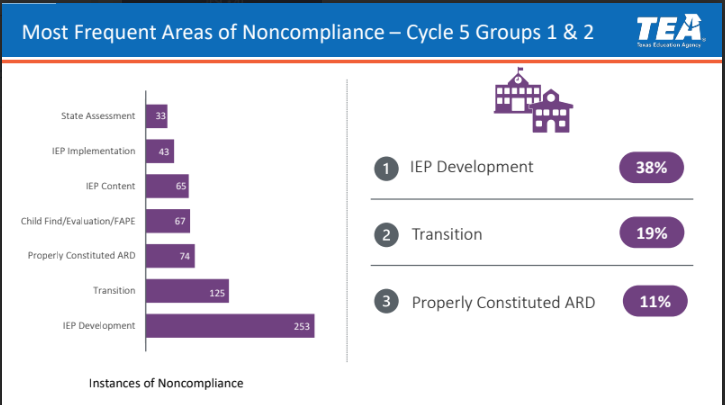 Most Frequent Areas of Noncompliance – Cycle 5 Groups 1 & 2
TEA
Texas Education Agency
State Assessment 33
IEP Implementation 43
IEP Content 65
Child Find/Evaluation/FAPE 67
Properly Constituted ARD 74
Transition 125
IEP Development 253
Instances of Noncompliance
1 IEP Development 38%
2 Transition 19%
3 Properly Constituted ARD 11%